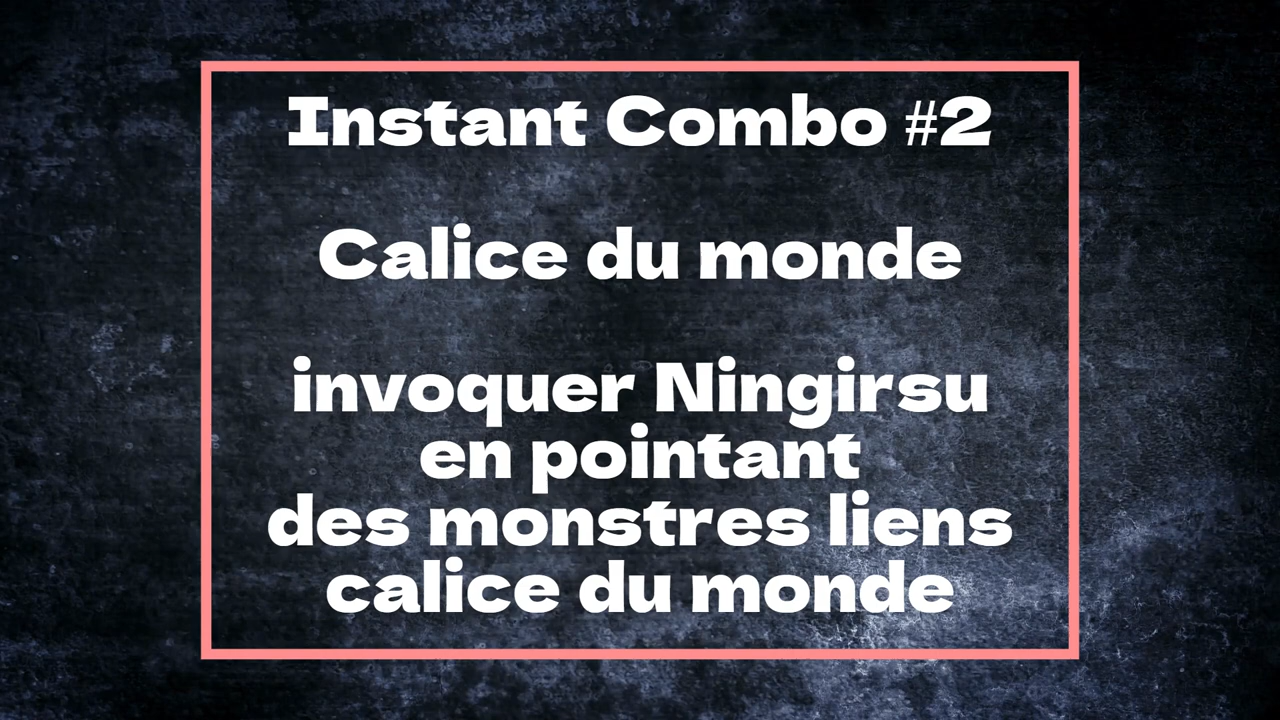 Instant Combo #2
Calice du monde
invoquer Ningirsu
en pointant
des monstres liens
calice du monde